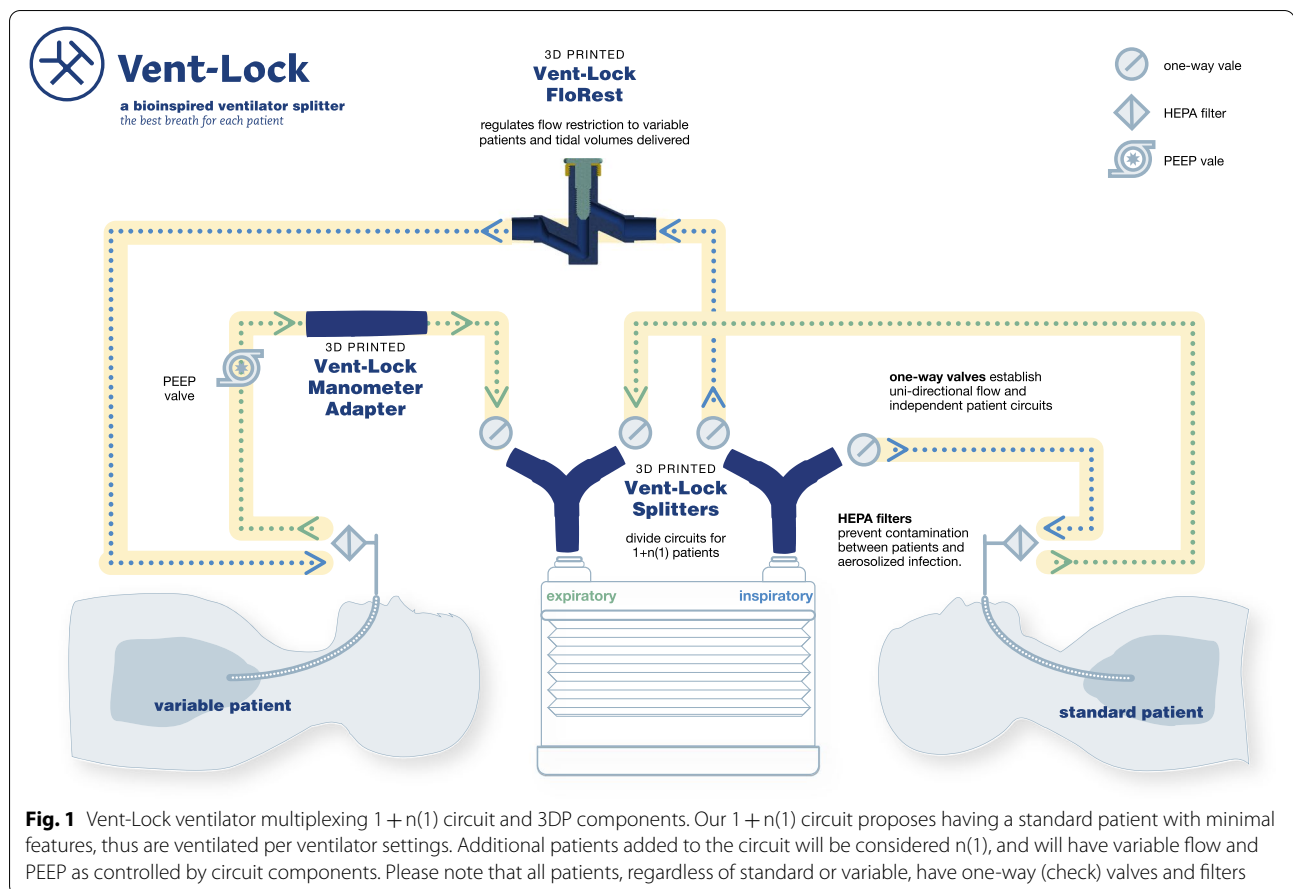 Vent-Lock
a bioinspired ventilator splitter
the best breath for each patient
3D PRINTED
Vent-Lock
FloRest
regulates flow restriction to variable
patients and tidal volumes delivered
one-way vale
HEPA filter
PEEP vale
PEEP
valve
3D PRINTED
Vent-Lock
Manometer
Adapter
one-way valves establish
uni-directional flow and
independent patient circuits
3D PRINTED
Vent-Lock
Splitters
divide circuits for
1+n(1) patients
HEPA filters
prevent contamination
between patients and
aerosolized infection.
expiratory
inspiratory
variable patient
standard patient
Fig. 1 Vent-Lock ventilator multiplexing 1 + n(1) circuit and 3DP components. Our 1 + n(1) circuit proposes having a standard patient with minimal
features, thus are ventilated per ventilator settings. Additional patients added to the circuit will be considered n(1), and will have variable flow and
PEEP as controlled by circuit components. Please note that all patients, regardless of standard or variable, have one-way (check) valves and filters